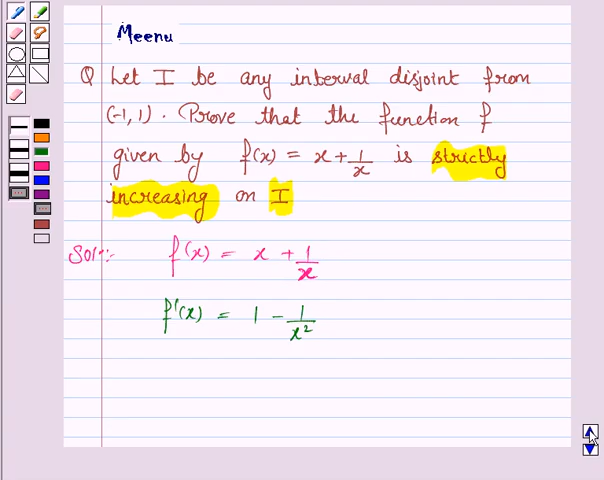 Meenu
Q Let I be any interval disjoint from
(-1, 1). Prove that the function f
given by f(x) = x + 1/x is strictly
increasing on I
Soln:- f(x) = x + 1/x
f'(x) = 1 - 1/x²